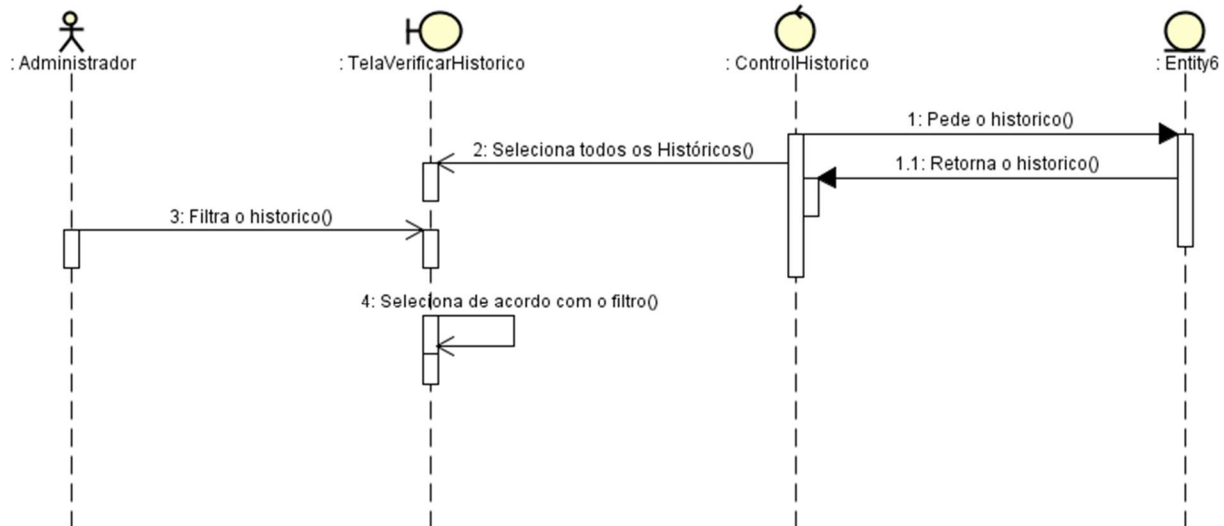 : Administrador
: TelaVerificarHistorico
: ControlHistorico
: Entity6
1: Pede o historico()
2: Seleciona todos os Históricos()
1.1: Retorna o historico()
3: Filtra o historico()
4: Seleciona de acordo com o filtro()